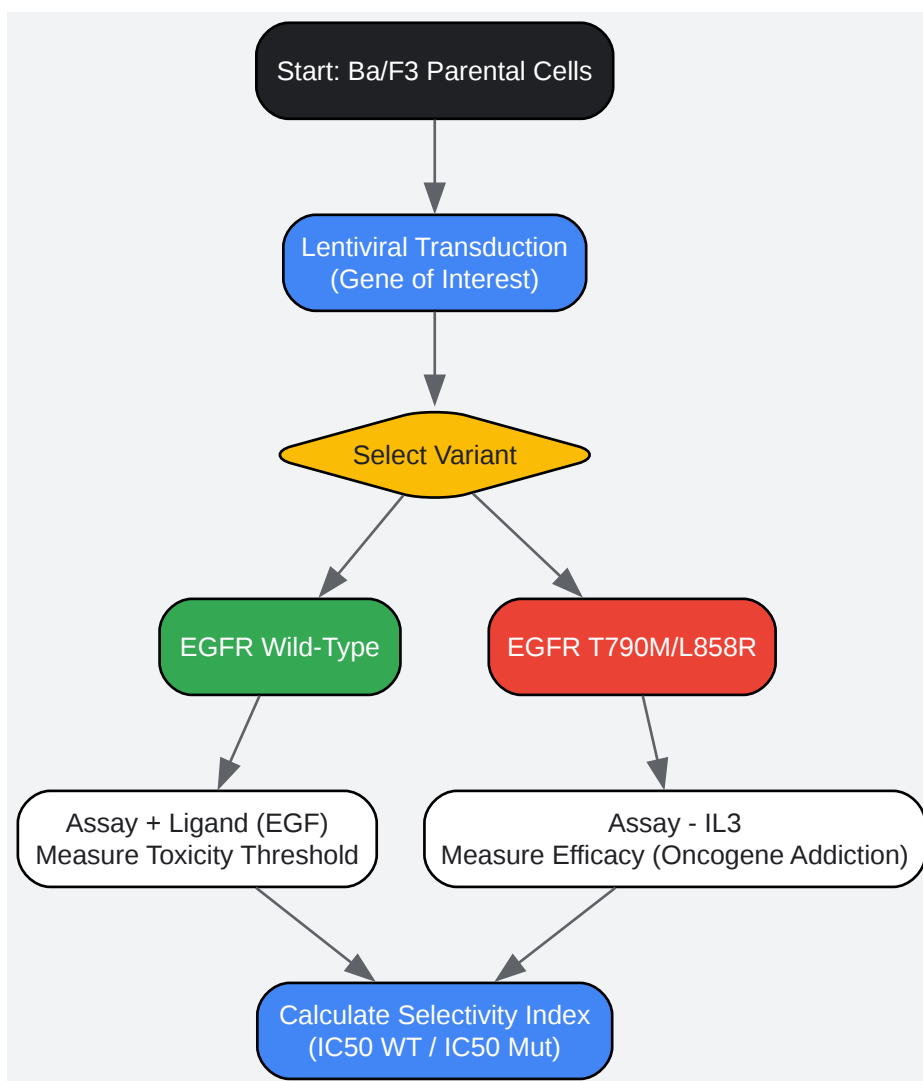 Start: Ba/F3 Parental Cells
Lentiviral Transduction
(Gene of Interest)
Select Variant
EGFR Wild-Type
EGFR T790M/L858R
Assay + Ligand (EGF)
Measure Toxicity Threshold
Assay - IL3
Measure Efficacy (Oncogene Addiction)
Calculate Selectivity Index
(IC50 WT / IC50 Mut)